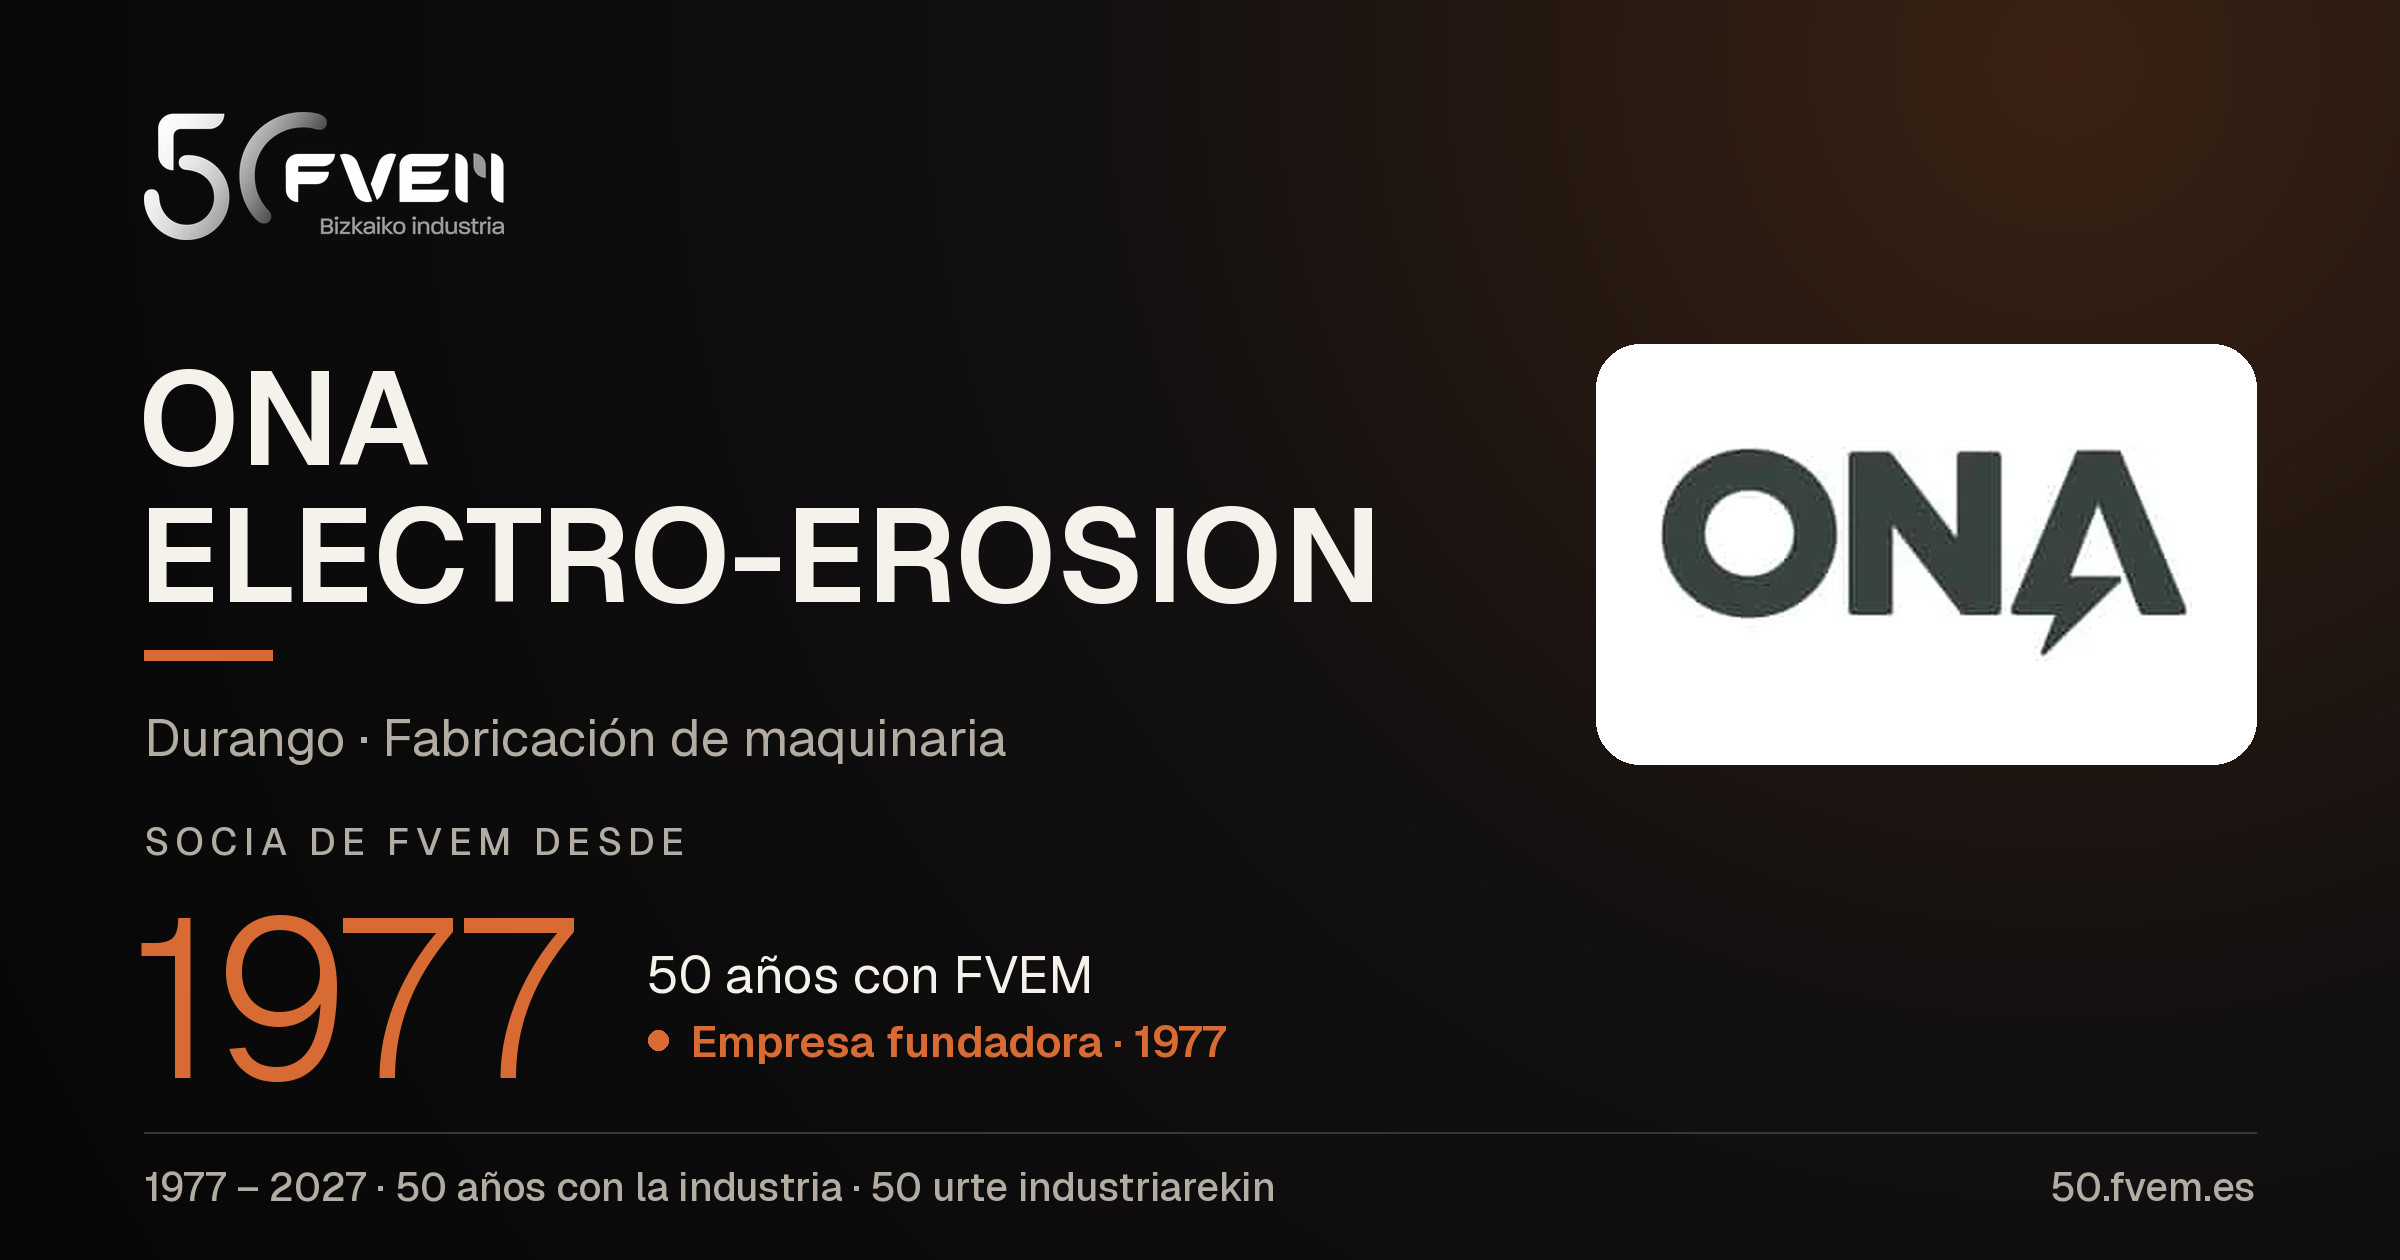 50 FVEM
Bizkaiko industria
ONA
ELECTRO-EROSION
ONA
Durango · Fabricación de maquinaria
SOCIA DE FVEM DESDE
1977
50 años con FVEM
Empresa fundadora · 1977
1977 – 2027 · 50 años con la industria · 50 urte industriarekin
50.fvem.es